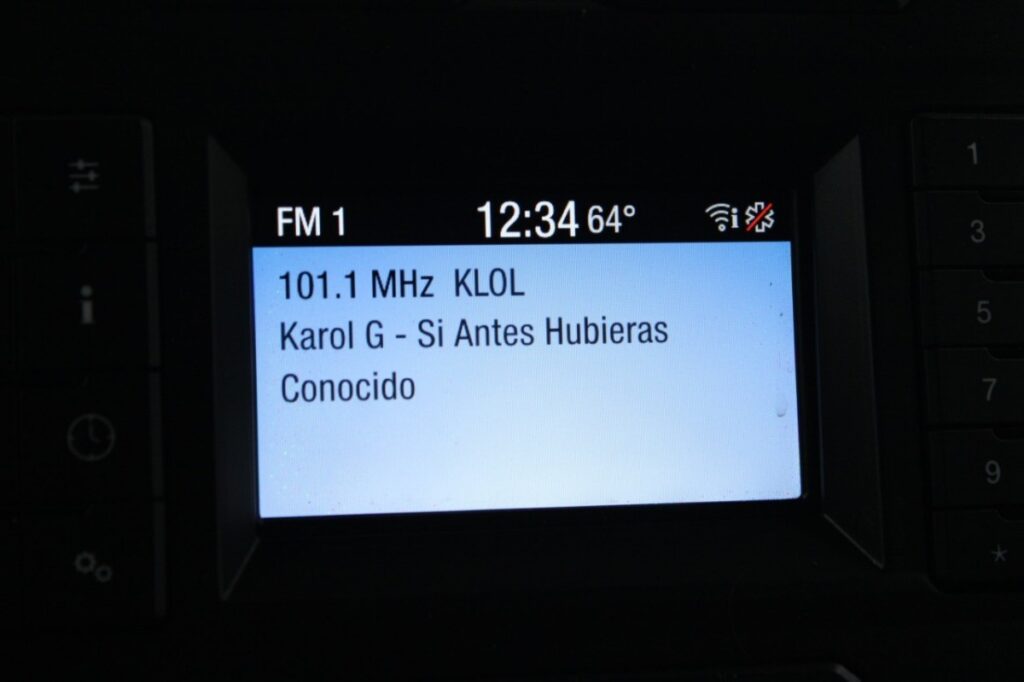 FM 1 12:34 64°
101.1 MHz KLOL
Karol G - Si Antes Hubieras
Conocido
i
1
3
5
7
9
*